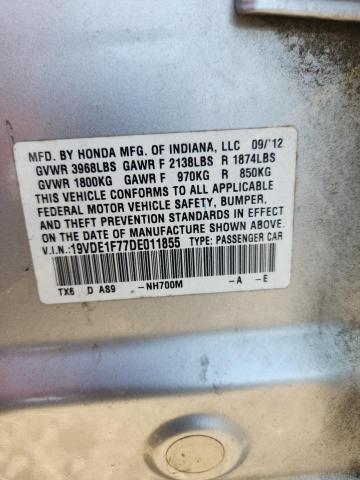 MFD. BY HONDA MFG. OF INDIANA, LLC 09/'12
GVWR 3968LBS GAWR F 2138LBS R 1874LBS
GVWR 1800KG GAWR F 970KG R 850KG
THIS VEHICLE CONFORMS TO ALL APPLICABLE
FEDERAL MOTOR VEHICLE SAFETY, BUMPER,
AND THEFT PREVENTION STANDARDS IN EFFECT
ON THE DATE OF MANUFACTURE SHOWN ABOVE.
V.I.N.: 19VDE1F77DE011855 TYPE: PASSENGER CAR
TX6 D AS9 -NH700M -A -E